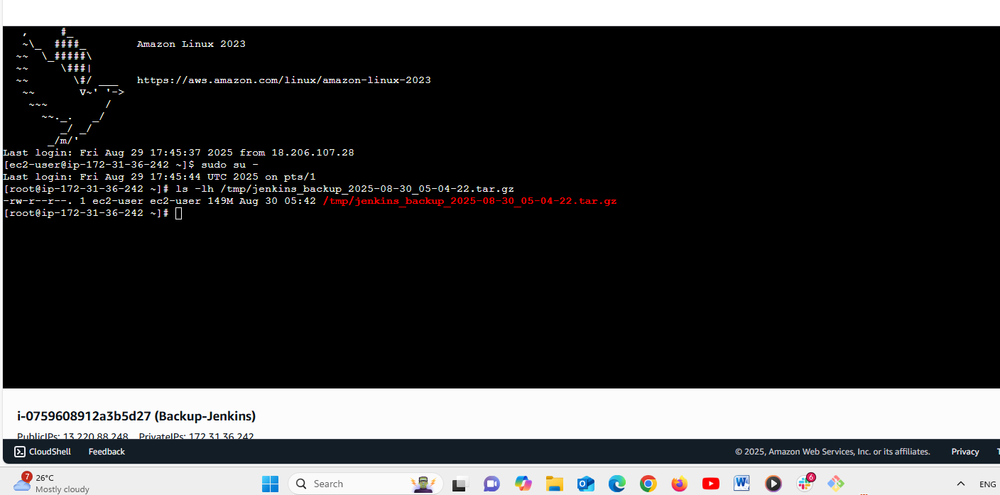 , #_
~\_ ####_ Amazon Linux 2023
~~ \_#####\
~~ \###|
~~ \#/ ___ https://aws.amazon.com/linux/amazon-linux-2023
~~ V~' '->
~~~ /
~~._. _/
_/ _/
_/m/'
Last login: Fri Aug 29 17:45:37 2025 from 18.206.107.28
[ec2-user@ip-172-31-36-242 ~]$ sudo su -
Last login: Fri Aug 29 17:45:44 UTC 2025 on pts/1
[root@ip-172-31-36-242 ~]# ls -lh /tmp/jenkins_backup_2025-08-30_05-04-22.tar.gz
-rw-r--r--. 1 ec2-user ec2-user 149M Aug 30 05:42 /tmp/jenkins_backup_2025-08-30_05-04-22.tar.gz
[root@ip-172-31-36-242 ~]#
i-0759608912a3b5d27 (Backup-Jenkins)
PublicIPs: 13.220.88.248 PrivateIPs: 172.31.36.242
CloudShell Feedback © 2025, Amazon Web Services, Inc. or its affiliates. Privacy T
7 26°C
Mostly cloudy
Search
6
ENG